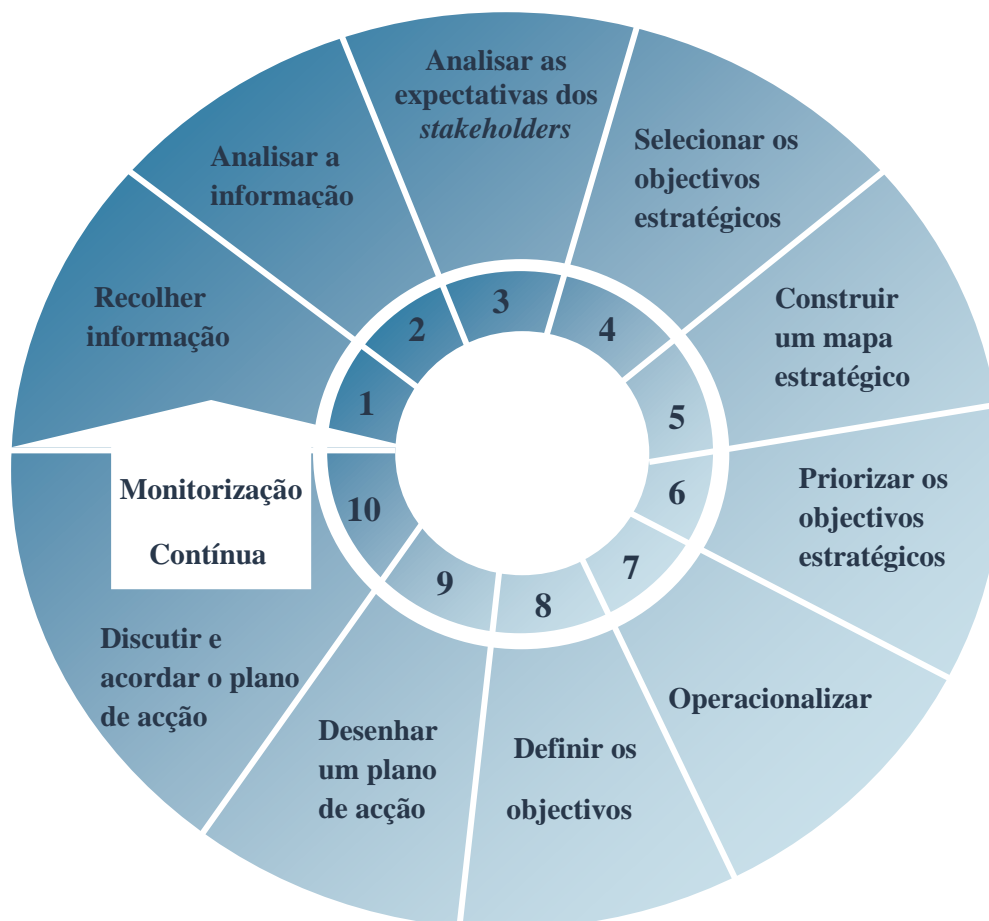 1
Recolher
informação
2
Analisar a
informação
3
Analisar as
expectativas dos
stakeholders
4
Selecionar os
objectivos
estratégicos
5
Construir
um mapa
estratégico
6
Priorizar os
objectivos
estratégicos
7
Operacionalizar
8
Definir os
objectivos
9
Desenhar
um plano
de acção
10
Discutir e
acordar o plano
de acção
Monitorização
Contínua